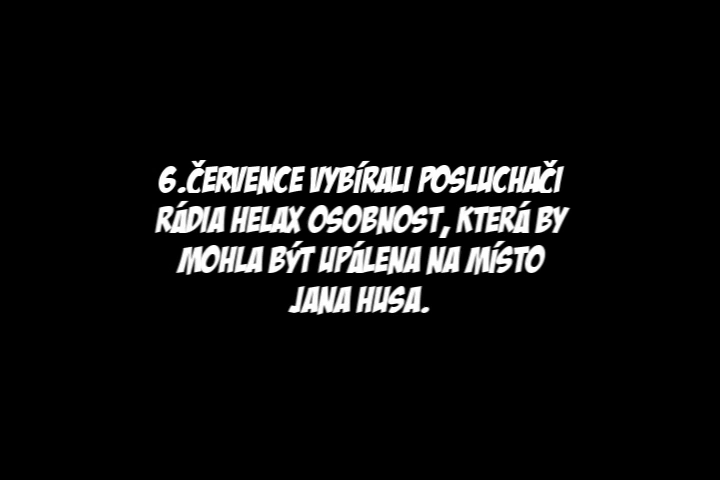 6.ČERVENCE VYBÍRALI POSLUCHAČI
RÁDIA HELAX OSOBNOST, KTERÁ BY
MOHLA BÝT UPÁLENA NA MÍSTO
JANA HUSA.